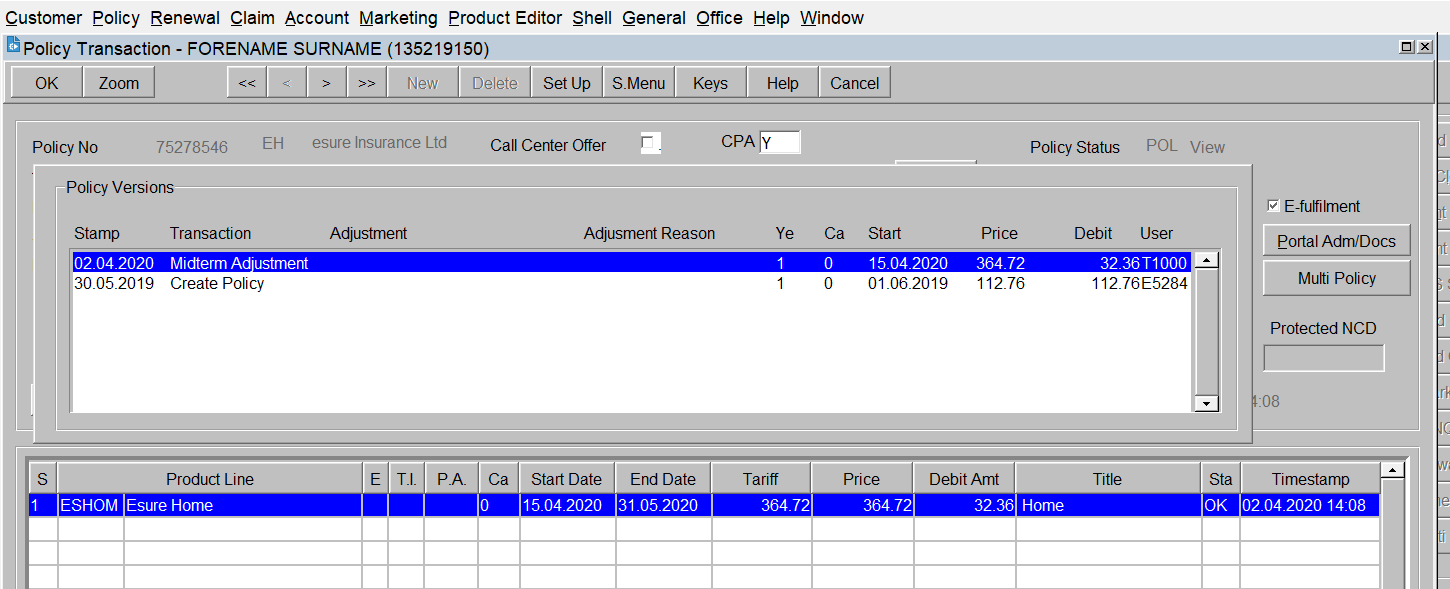 Customer Policy Renewal Claim Account Marketing Product Editor Shell General Office Help Window
Policy Transaction - FORENAME SURNAME (135219150)
OK Zoom << < > >> New Delete Set Up S.Menu Keys Help Cancel
Policy No 75278546 EH esure Insurance Ltd Call Center Offer CPA Y Policy Status POL View
Policy Versions
E-fulfilment
Stamp Transaction Adjustment Adjusment Reason Ye Ca Start Price Debit User
Portal Adm/Docs
02.04.2020 Midterm Adjustment 1 0 15.04.2020 364.72 32.36 T1000
30.05.2019 Create Policy 1 0 01.06.2019 112.76 112.76 E5284
Multi Policy
Protected NCD
4:08
S Product Line E T.I. P.A. Ca Start Date End Date Tariff Price Debit Amt Title Sta Timestamp
1 ESHOM Esure Home 0 15.04.2020 31.05.2020 364.72 364.72 32.36 Home OK 02.04.2020 14:08